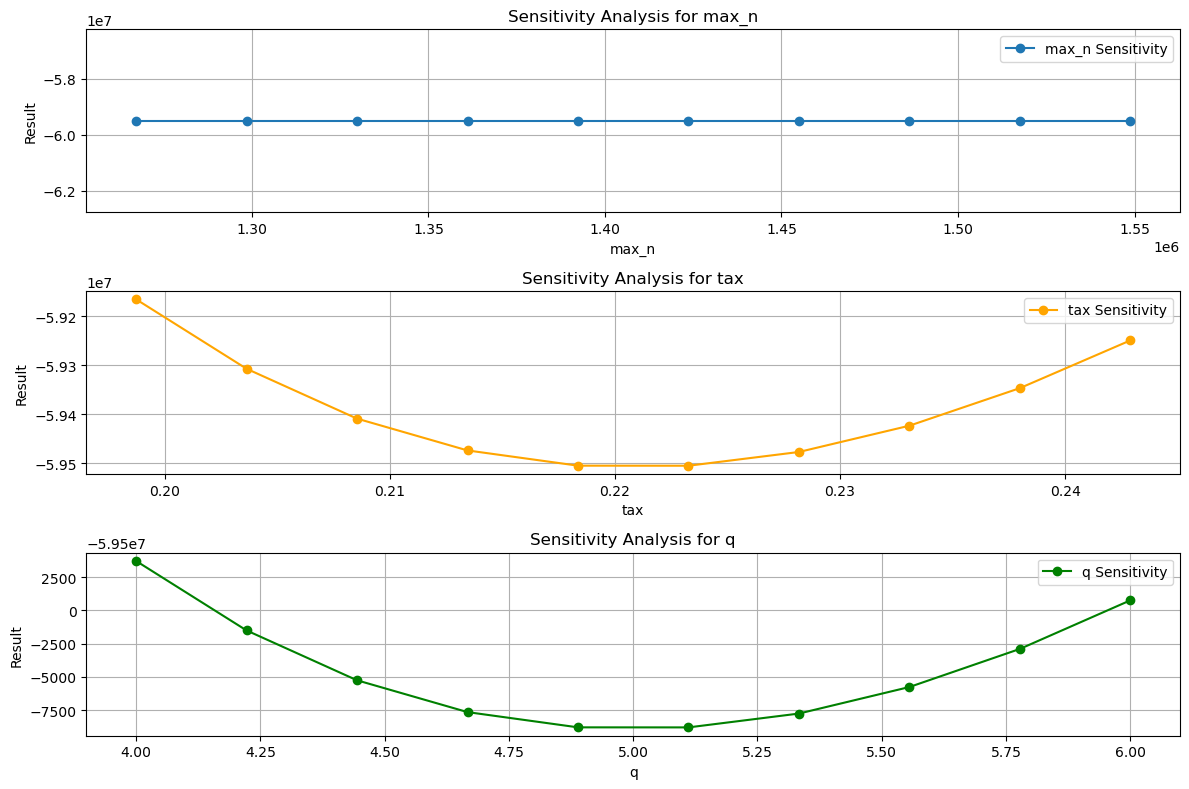 Sensitivity Analysis for max_n
1e7
max_n Sensitivity
−5.8
−6.0
−6.2
Result
1.30 1.35 1.40 1.45 1.50 1.55
1e6
max_n
Sensitivity Analysis for tax
1e7
tax Sensitivity
−5.92
−5.93
−5.94
−5.95
Result
0.20 0.21 0.22 0.23 0.24
tax
Sensitivity Analysis for q
−5.95e7
q Sensitivity
2500
0
−2500
−5000
−7500
Result
4.00 4.25 4.50 4.75 5.00 5.25 5.50 5.75 6.00
q